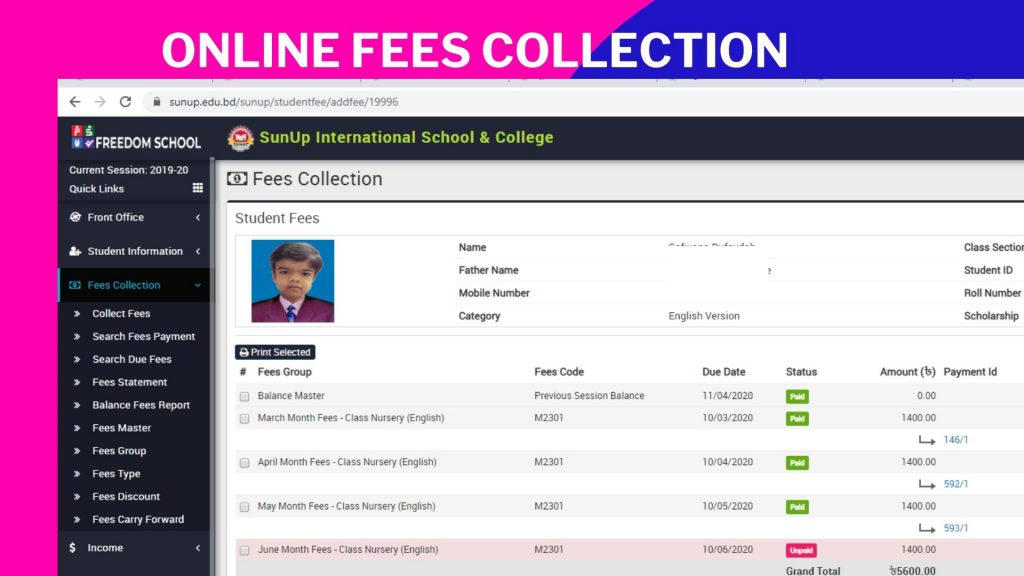 ONLINE FEES COLLECTION
sunup.edu.bd/sunup/studentfee/addfee/19996
FREEDOM SCHOOL
SunUp International School & College
Current Session: 2019-20
Quick Links
Front Office
Student Information
Fees Collection
Collect Fees
Search Fees Payment
Search Due Fees
Fees Statement
Balance Fees Report
Fees Master
Fees Group
Fees Type
Fees Discount
Fees Carry Forward
$ Income
Fees Collection
Student Fees
Name Class Section
Father Name Student ID
Mobile Number Roll Number
Category English Version Scholarship
Print Selected
# Fees Group Fees Code Due Date Status Amount (৳) Payment Id
Balance Master Previous Session Balance 11/04/2020 Paid 0.00
March Month Fees - Class Nursery (English) M2301 10/03/2020 Paid 1400.00
146/1
April Month Fees - Class Nursery (English) M2301 10/04/2020 Paid 1400.00
592/1
May Month Fees - Class Nursery (English) M2301 10/05/2020 Paid 1400.00
593/1
June Month Fees - Class Nursery (English) M2301 10/06/2020 Unpaid 1400.00
Grand Total ৳5600.00